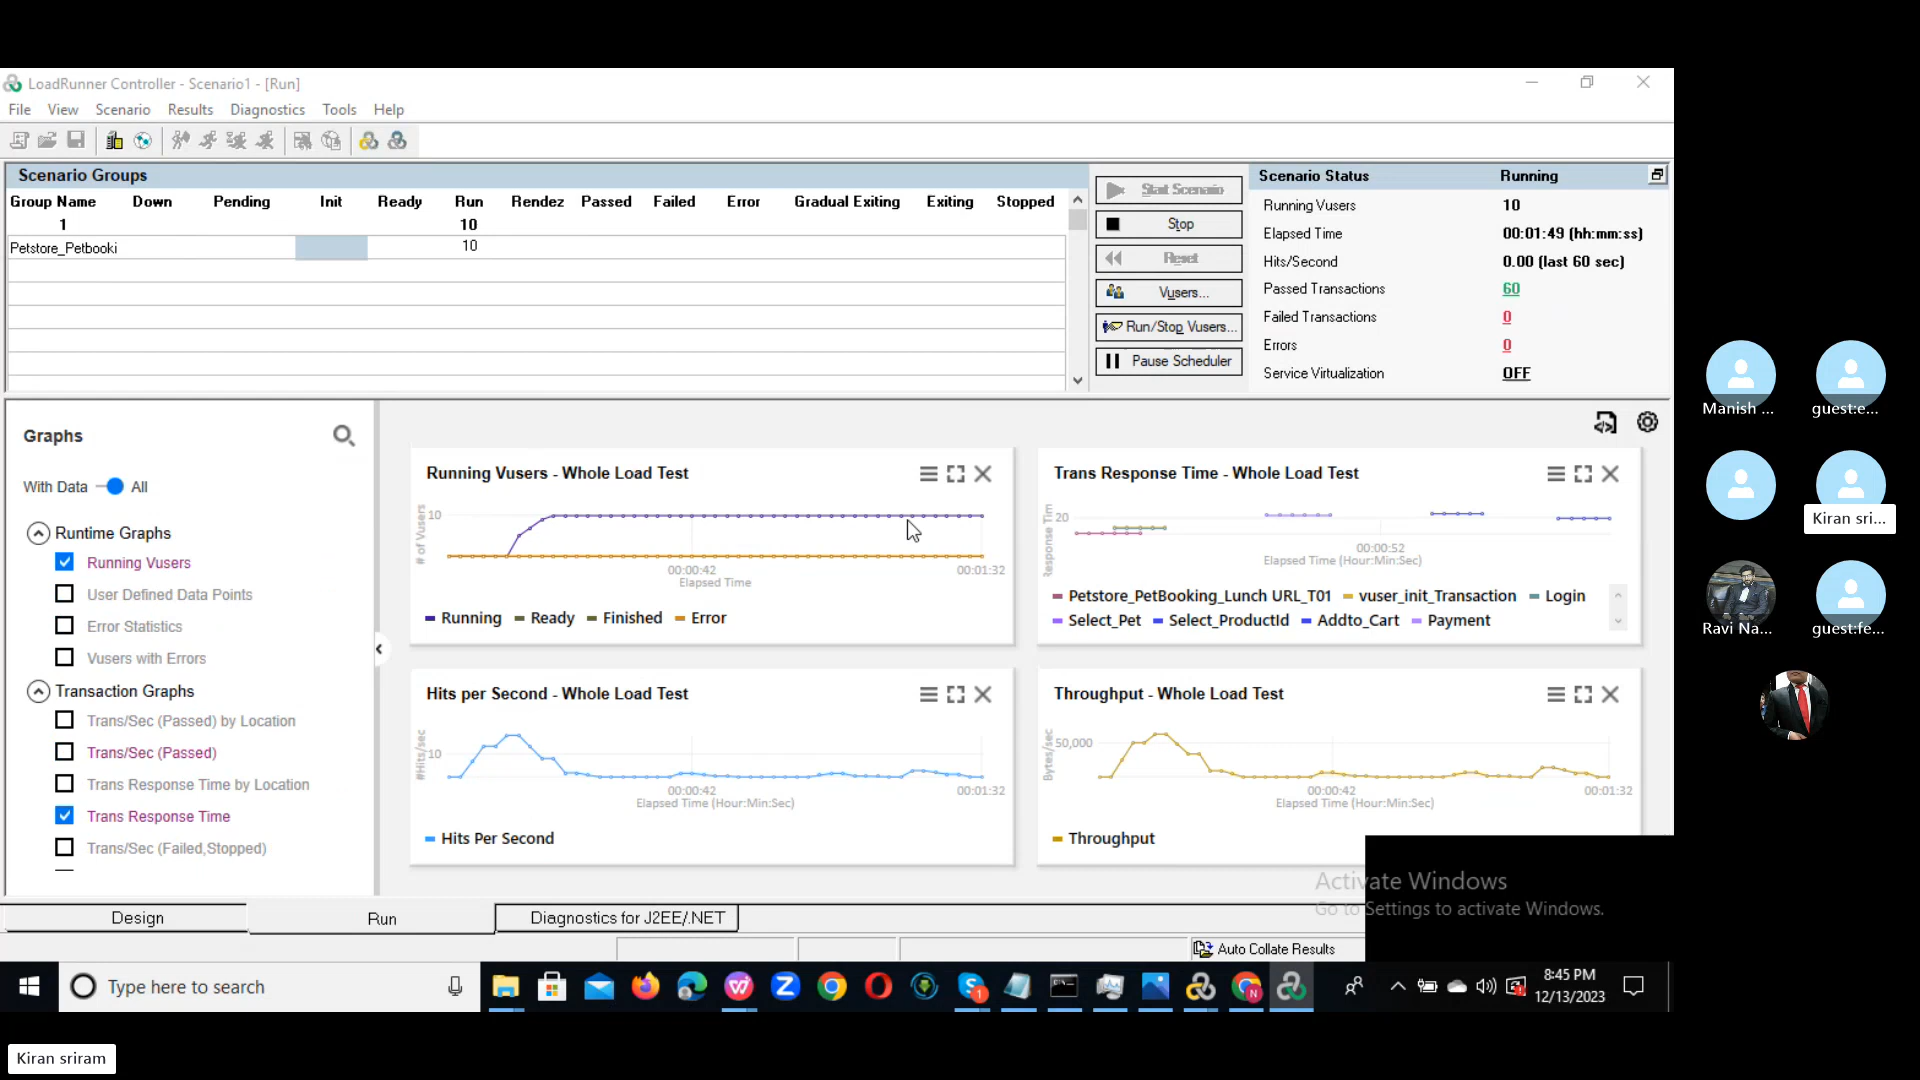 LoadRunner Controller - Scenario1 - [Run]
File View Scenario Results Diagnostics Tools Help
Scenario Groups
Group Name Down Pending Init Ready Run Rendez Passed Failed Error Gradual Exiting Exiting Stopped
1 10
Petstore_Petbooki 10
Start Scenario
Stop
Reset
Vusers...
Run/Stop Vusers...
Pause Scheduler
Scenario Status Running
Running Vusers 10
Elapsed Time 00:01:49 (hh:mm:ss)
Hits/Second 0.00 (last 60 sec)
Passed Transactions 60
Failed Transactions 0
Errors 0
Service Virtualization OFF
Graphs
With Data All
Runtime Graphs
Running Vusers
User Defined Data Points
Error Statistics
Vusers with Errors
Transaction Graphs
Trans/Sec (Passed) by Location
Trans/Sec (Passed)
Trans Response Time by Location
Trans Response Time
Trans/Sec (Failed,Stopped)
Running Vusers - Whole Load Test
# of Vusers
10
00:00:42 00:01:32
Elapsed Time
Running Ready Finished Error
Trans Response Time - Whole Load Test
Response Tim
20
00:00:52
Elapsed Time (Hour:Min:Sec)
Petstore_PetBooking_Lunch URL_T01 vuser_init_Transaction Login
Select_Pet Select_ProductId Addto_Cart Payment
Hits per Second - Whole Load Test
#Hits/sec
10
00:00:42 00:01:32
Elapsed Time (Hour:Min:Sec)
Hits Per Second
Throughput - Whole Load Test
Bytes/sec
50,000
00:00:42 00:01:32
Elapsed Time (Hour:Min:Sec)
Throughput
Activate Windows
Go to Settings to activate Windows.
Design Run Diagnostics for J2EE/.NET
Auto Collate Results
Type here to search
8:45 PM
12/13/2023
Manish ...
guest:e...
Kiran sri...
Ravi Na...
guest:fe...
Kiran sriram